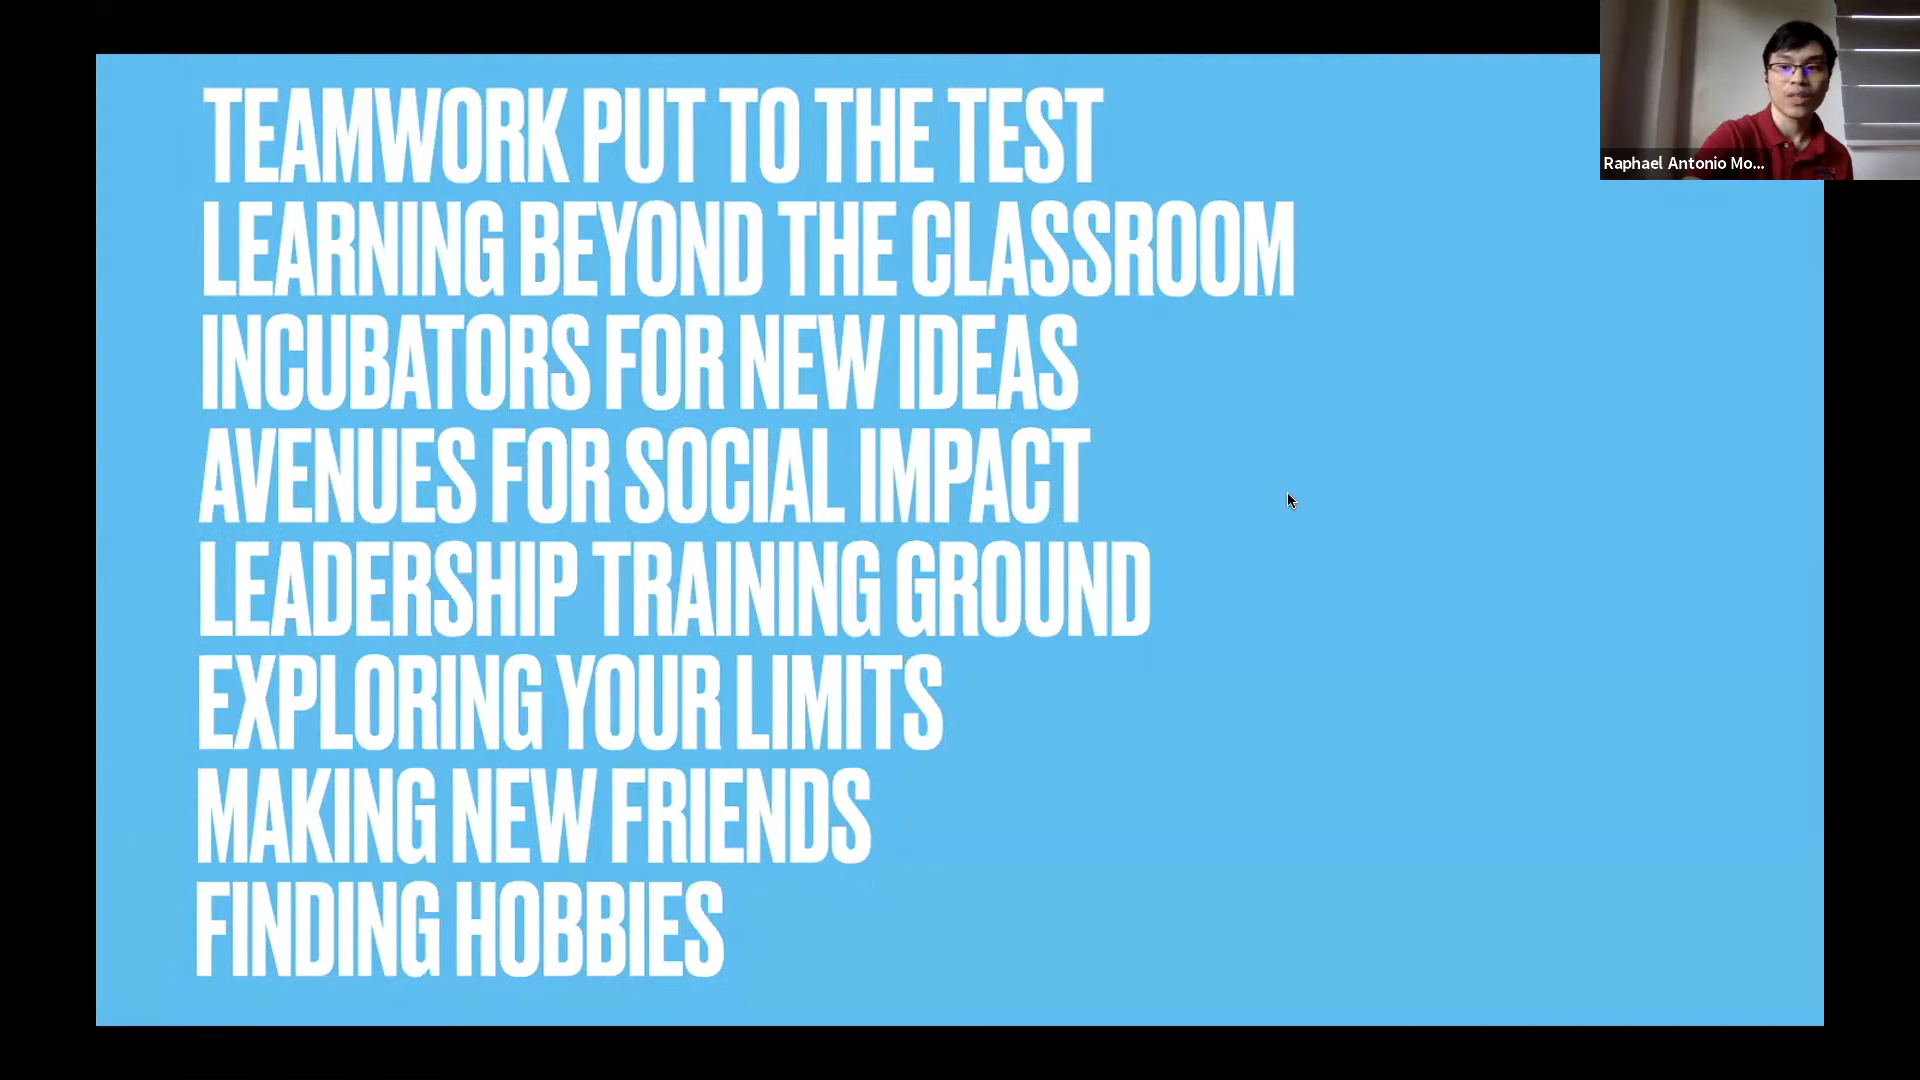 TEAMWORK PUT TO THE TEST
LEARNING BEYOND THE CLASSROOM
INCUBATORS FOR NEW IDEAS
AVENUES FOR SOCIAL IMPACT
LEADERSHIP TRAINING GROUND
EXPLORING YOUR LIMITS
MAKING NEW FRIENDS
FINDING HOBBIES
Raphael Antonio Mo...